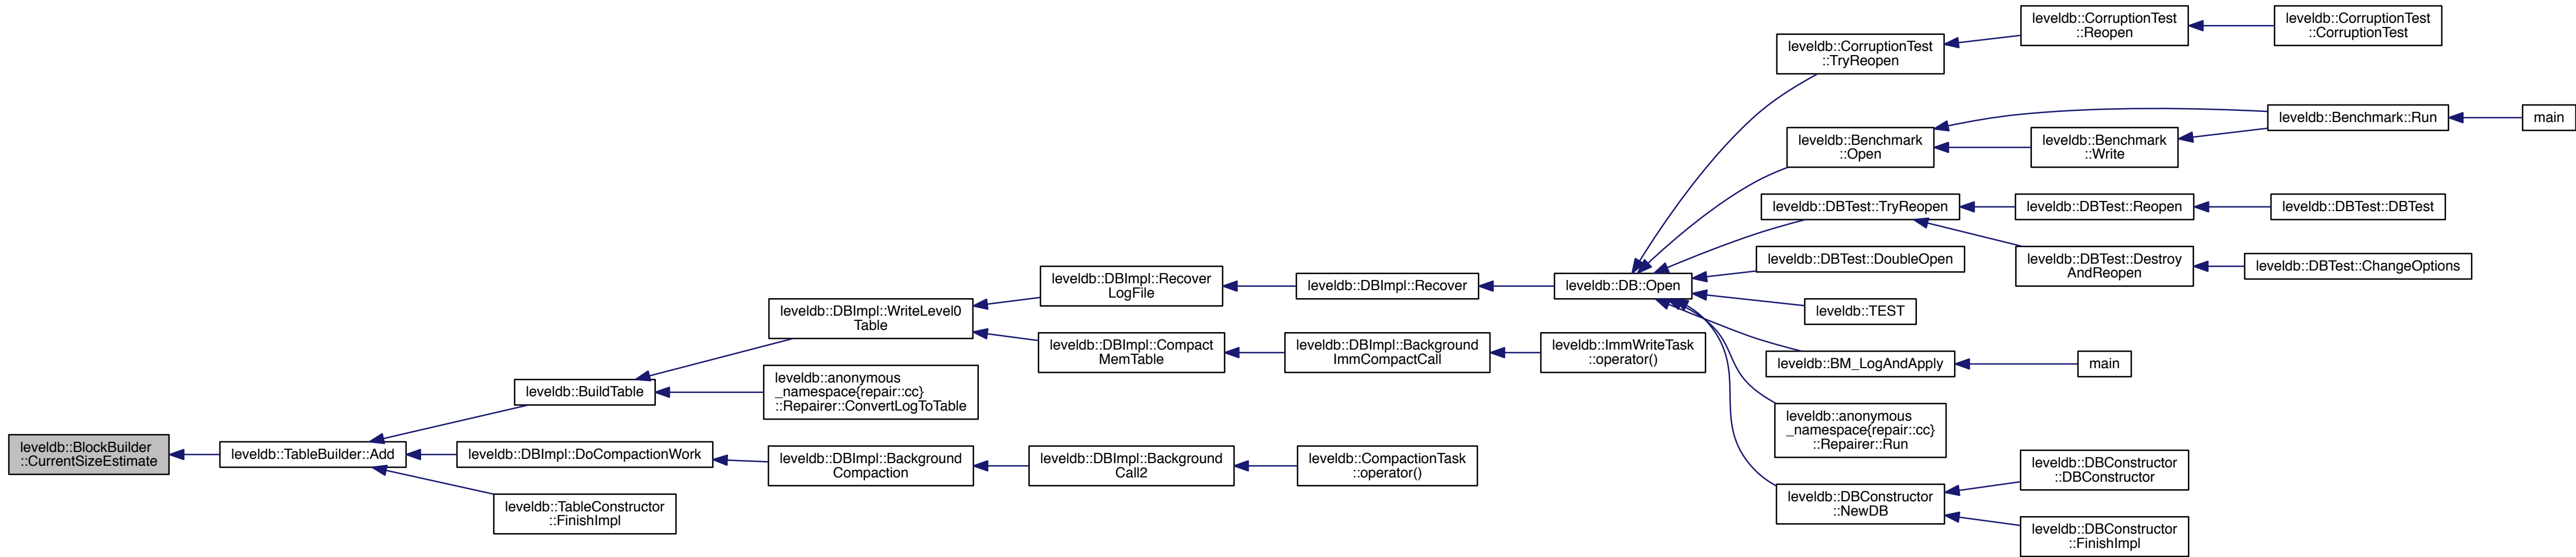 leveldb::BlockBuilder
::CurrentSizeEstimate
leveldb::TableBuilder::Add
leveldb::BuildTable
leveldb::DBImpl::WriteLevel0
Table
leveldb::DBImpl::Recover
LogFile
leveldb::DBImpl::Recover
leveldb::DB::Open
leveldb::CorruptionTest
::TryReopen
leveldb::CorruptionTest
::Reopen
leveldb::CorruptionTest
::CorruptionTest
leveldb::Benchmark
::Open
leveldb::Benchmark::Run
main
leveldb::Benchmark
::Write
leveldb::DBTest::TryReopen
leveldb::DBTest::Reopen
leveldb::DBTest::DBTest
leveldb::DBTest::Destroy
AndReopen
leveldb::DBTest::ChangeOptions
leveldb::DBTest::DoubleOpen
leveldb::TEST
leveldb::BM_LogAndApply
main
leveldb::anonymous
_namespace{repair::cc}
::Repairer::Run
leveldb::DBConstructor
::NewDB
leveldb::DBConstructor
::DBConstructor
leveldb::DBConstructor
::FinishImpl
leveldb::DBImpl::Compact
MemTable
leveldb::DBImpl::Background
ImmCompactCall
leveldb::ImmWriteTask
::operator()
leveldb::anonymous
_namespace{repair::cc}
::Repairer::ConvertLogToTable
leveldb::DBImpl::DoCompactionWork
leveldb::DBImpl::Background
Compaction
leveldb::DBImpl::Background
Call2
leveldb::CompactionTask
::operator()
leveldb::TableConstructor
::FinishImpl